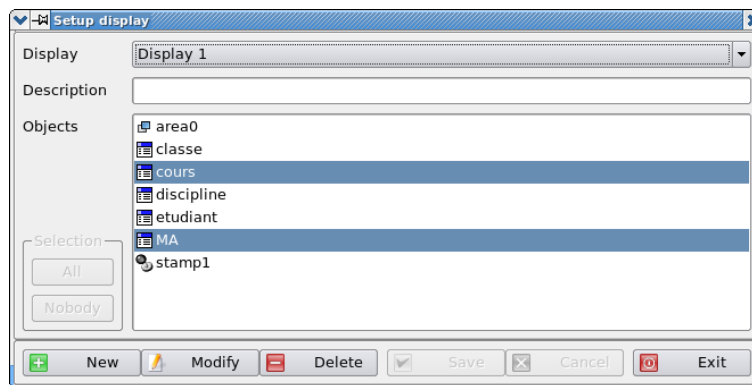 Setup display
Display
Display 1
Description
Objects
area0
classe
cours
discipline
etudiant
MA
stamp1
Selection
All
Nobody
New Modify Delete Save Cancel Exit